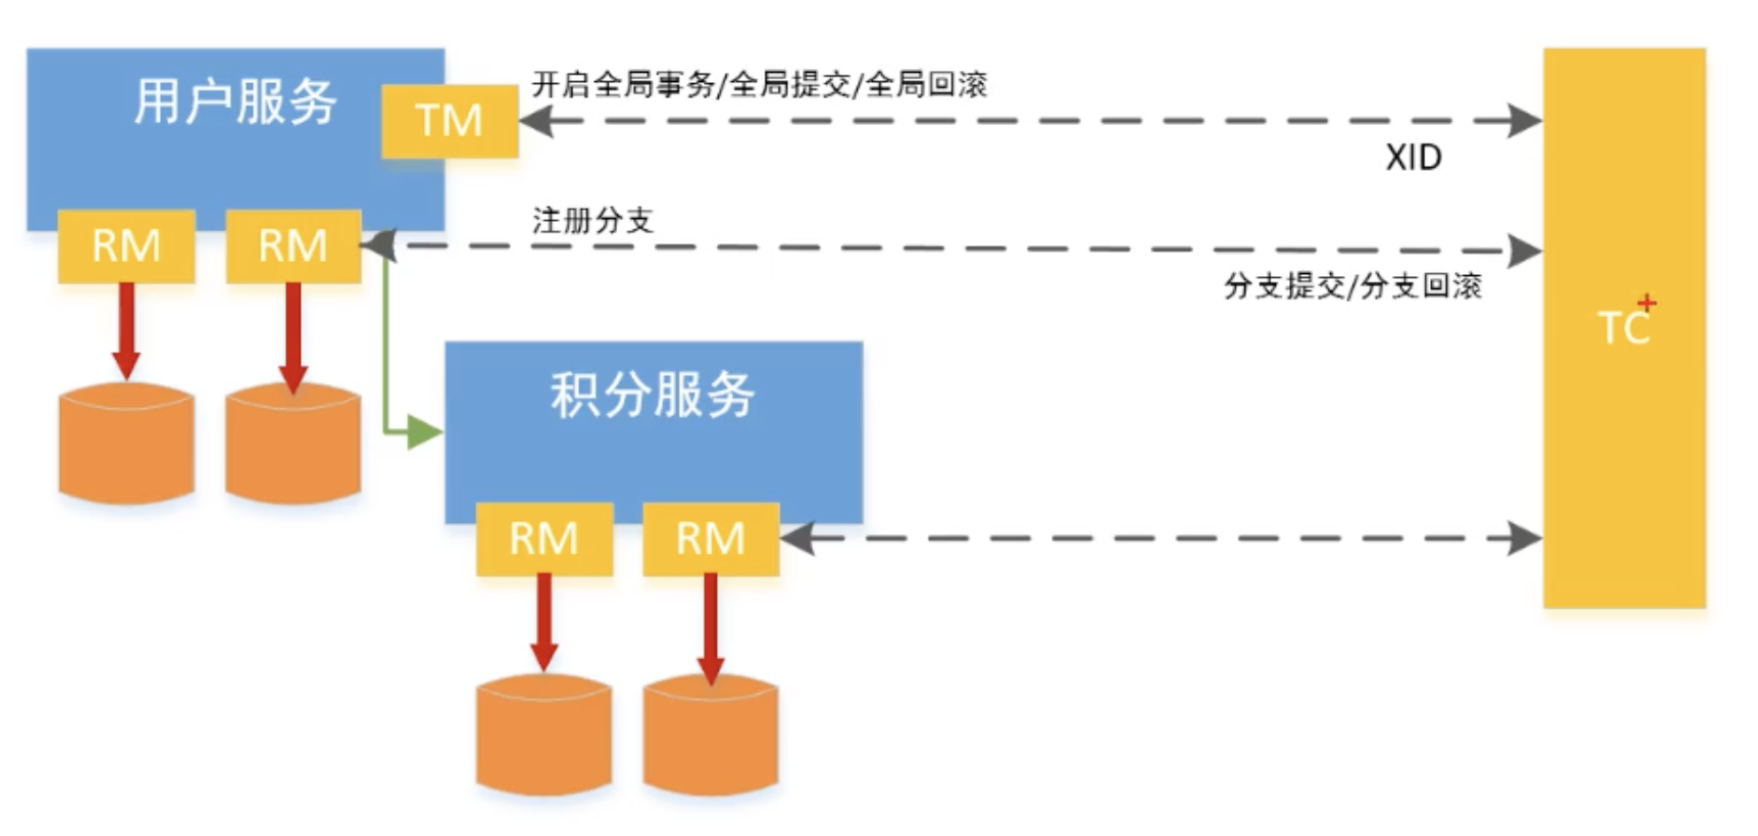 用户服务
TM
开启全局事务/全局提交/全局回滚
XID
RM
RM
注册分支
分支提交/分支回滚
TC
积分服务
RM
RM